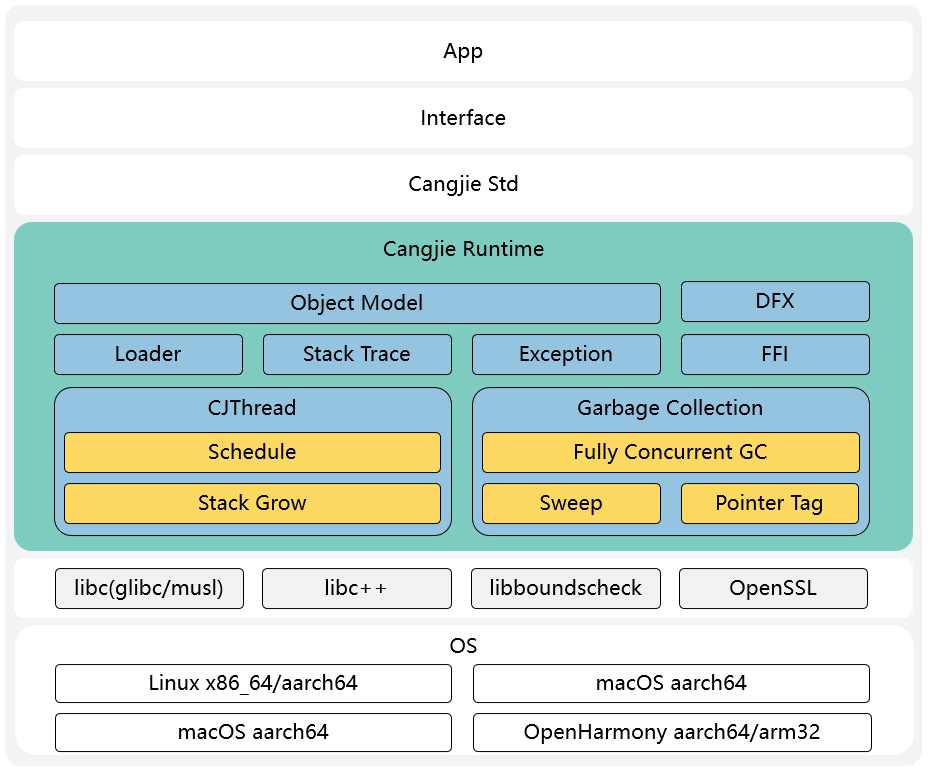 App
Interface
Cangjie Std
Cangjie Runtime
Object Model
DFX
Loader
Stack Trace
Exception
FFI
CJThread
Garbage Collection
Schedule
Fully Concurrent GC
Stack Grow
Sweep
Pointer Tag
libc(glibc/musl)
libc++
libboundscheck
OpenSSL
OS
Linux x86_64/aarch64
macOS aarch64
macOS aarch64
OpenHarmony aarch64/arm32